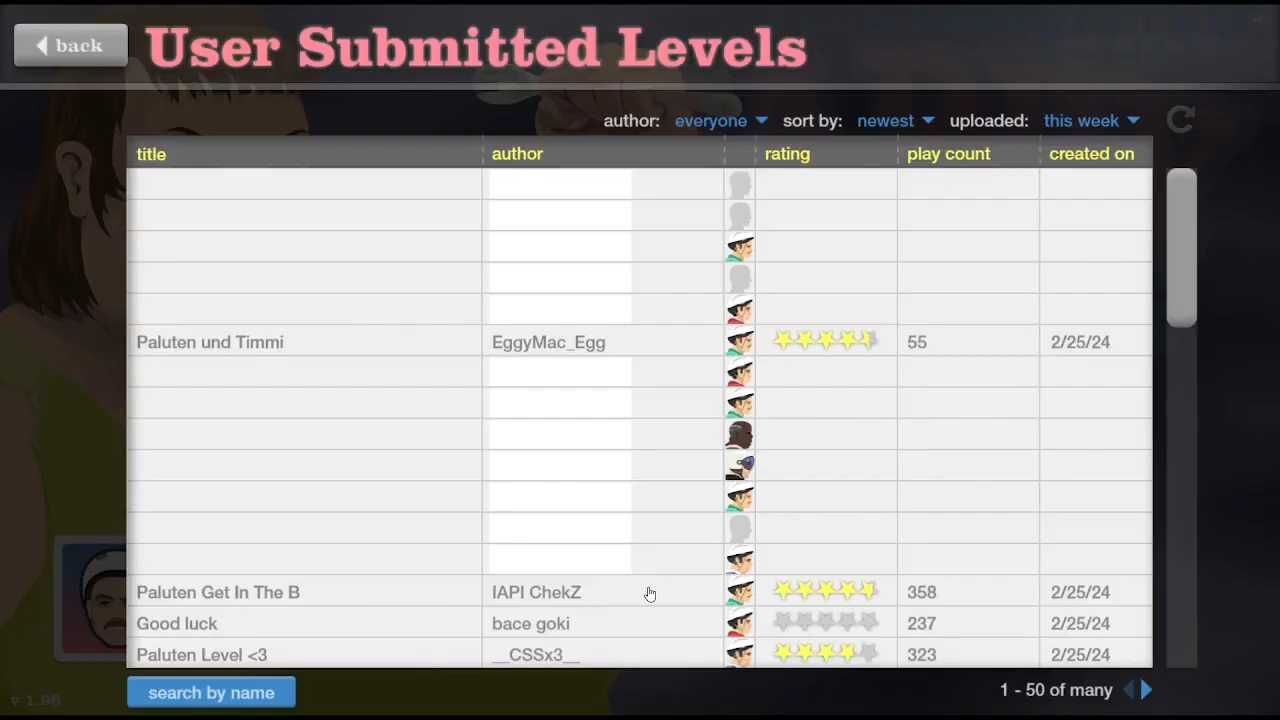 back
User Submitted Levels
author: everyone sort by: newest uploaded: this week
title author rating play count created on
Paluten und Timmi EggyMac_Egg 55 2/25/24
Paluten Get In The B IAPI ChekZ 358 2/25/24
Good luck bace goki 237 2/25/24
Paluten Level <3 __CSSx3__ 323 2/25/24
search by name
1 - 50 of many
v 1.96